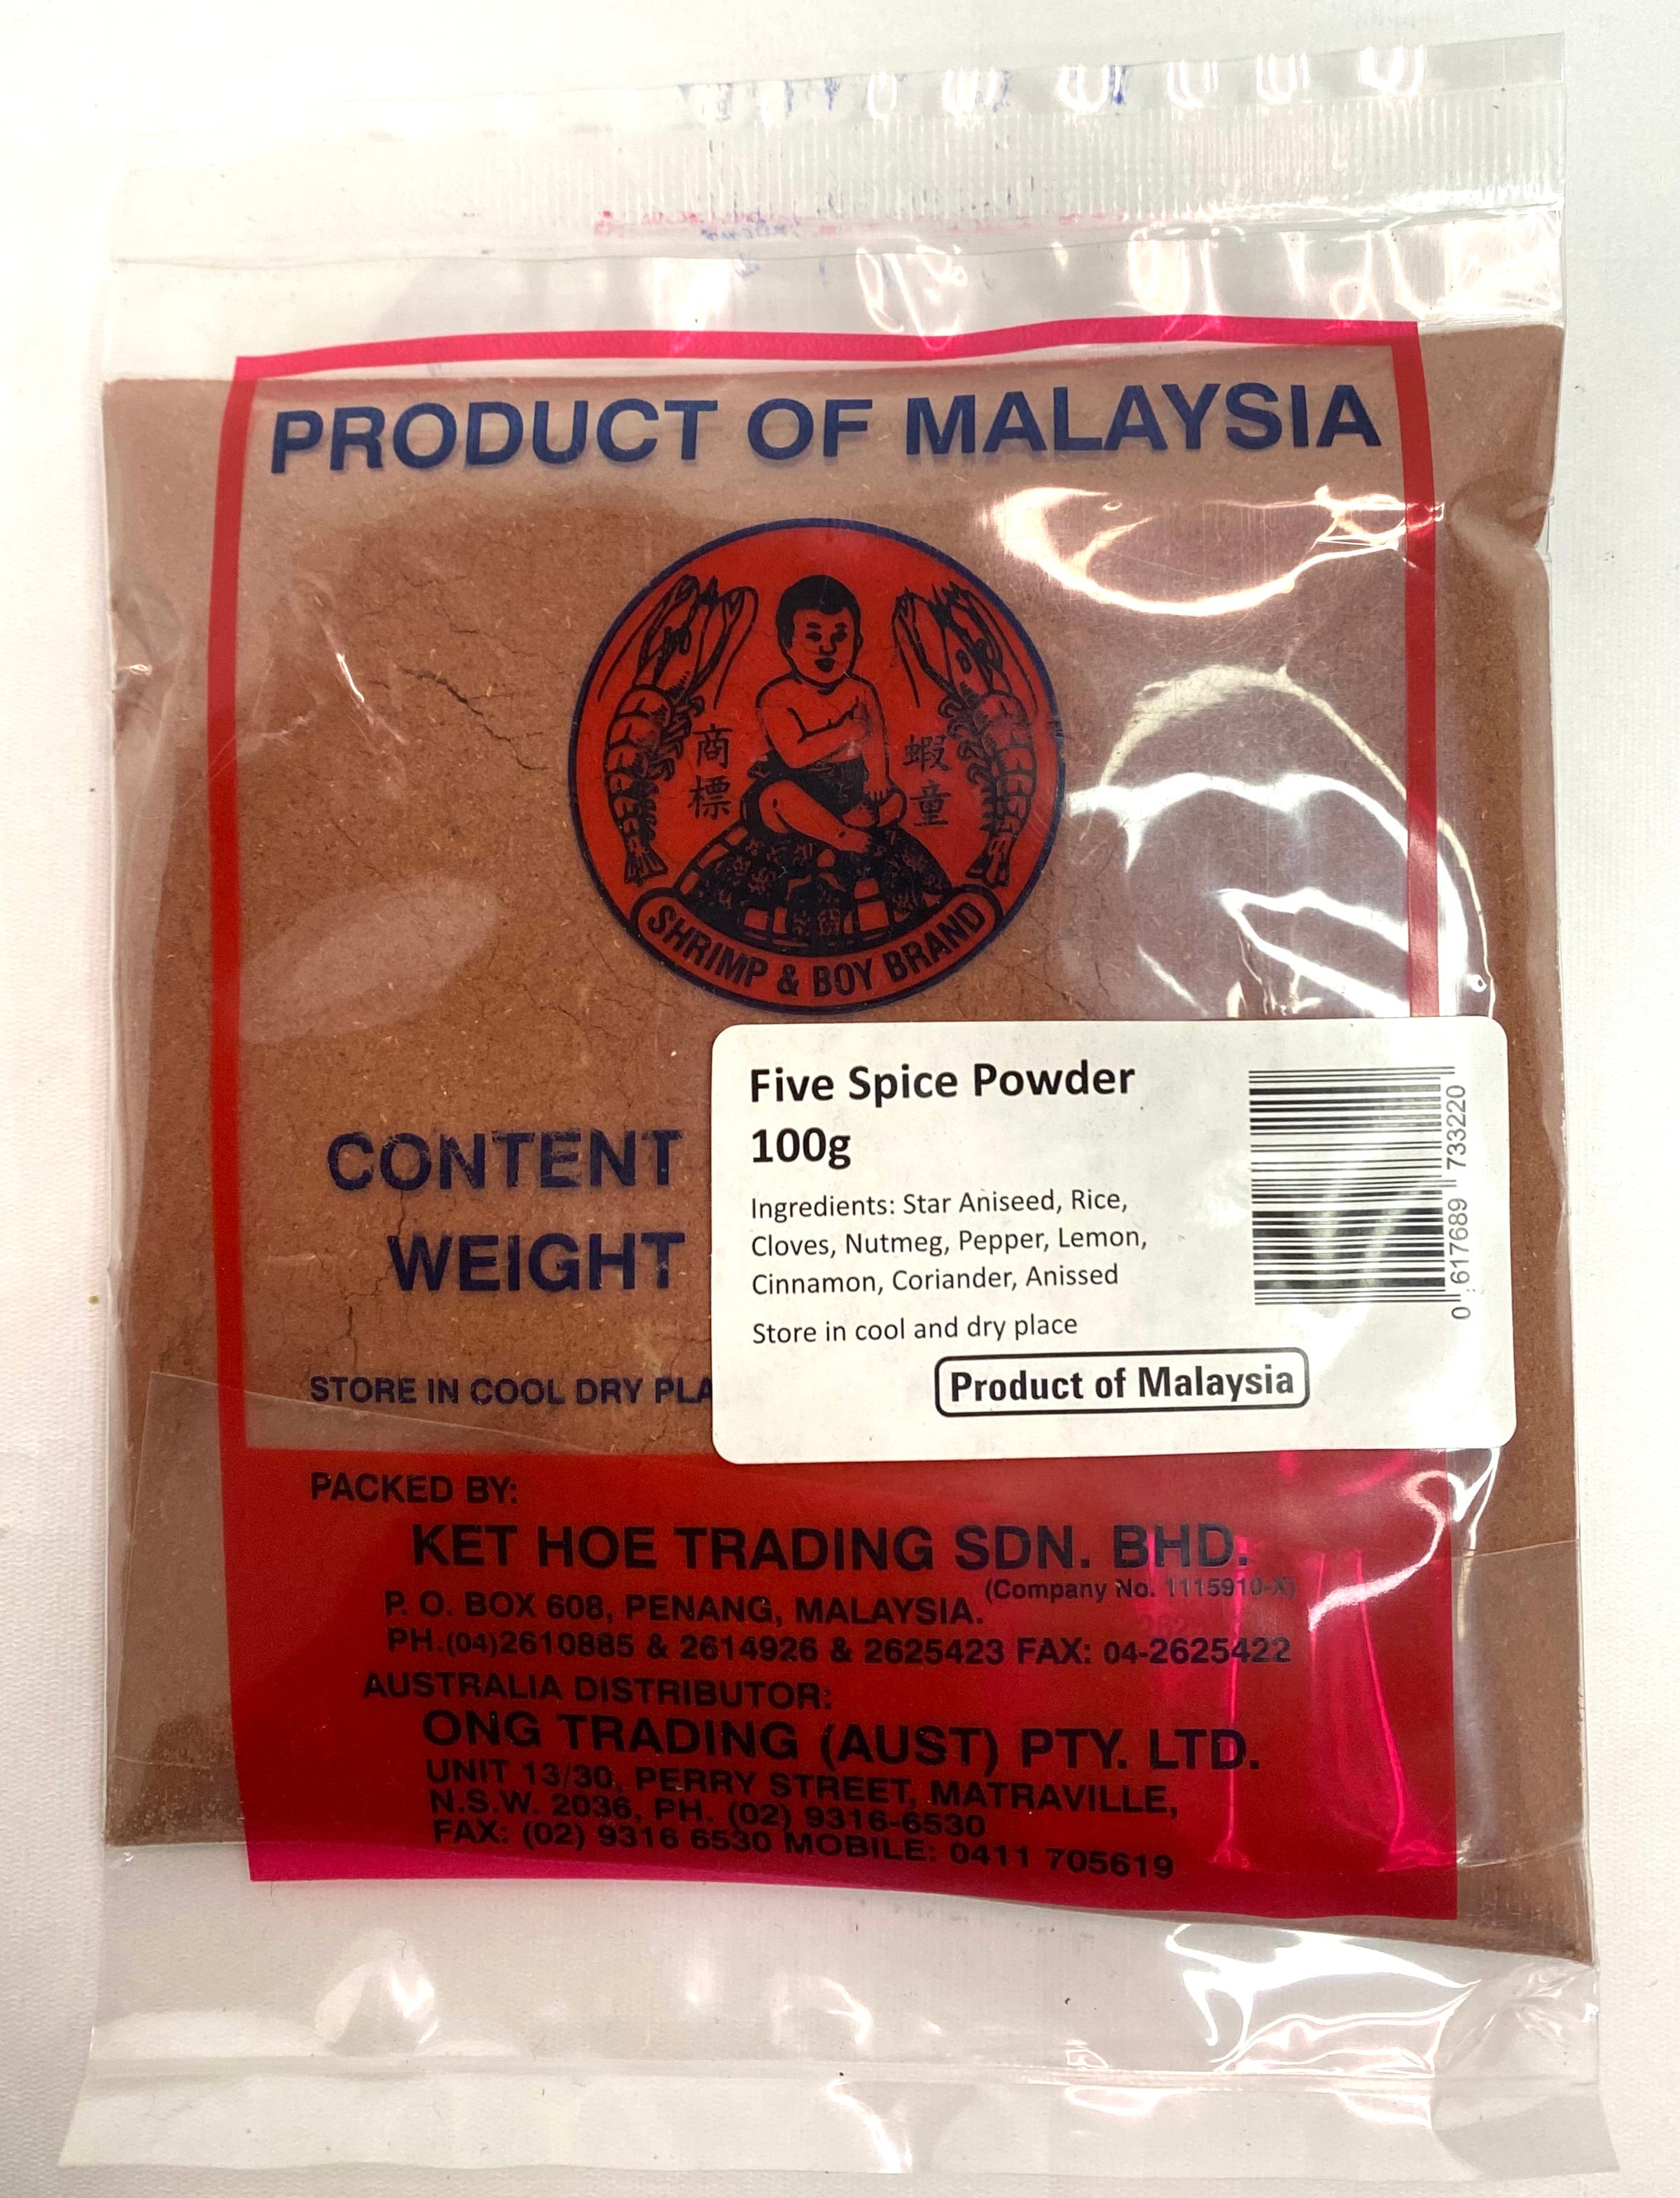 PRODUCT OF MALAYSIA
商標
蝦童
SHRIMP & BOY BRAND
CONTENT
WEIGHT
STORE IN COOL DRY PLA
Five Spice Powder
100g
Ingredients: Star Aniseed, Rice,
Cloves, Nutmeg, Pepper, Lemon,
Cinnamon, Coriander, Anissed
Store in cool and dry place
Product of Malaysia
0 617689 733220
PACKED BY:
KET HOE TRADING SDN. BHD.
(Company No. 1115910-X)
P. O. BOX 608, PENANG, MALAYSIA.
PH.(04)2610885 & 2614926 & 2625423 FAX: 04-2625422
AUSTRALIA DISTRIBUTOR:
ONG TRADING (AUST) PTY. LTD.
UNIT 13/30, PERRY STREET, MATRAVILLE,
N.S.W. 2036, PH. (02) 9316-6530
FAX: (02) 9316 6530 MOBILE: 0411 705619